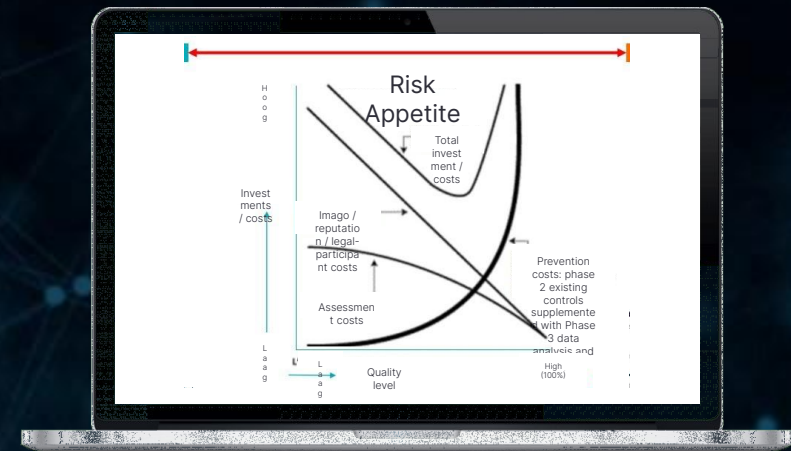 Risk
Appetite
H
o
o
g
Total
invest
ment /
costs
Invest
ments
/ costs
Imago /
reputatio
n / legal-
participa
nt costs
Prevention
costs: phase
2 existing
controls
supplemente
d with Phase
3 data
analysis and
Assessmen
t costs
L
a
a
g
L
a
a
g
Quality
level
High
(100%)